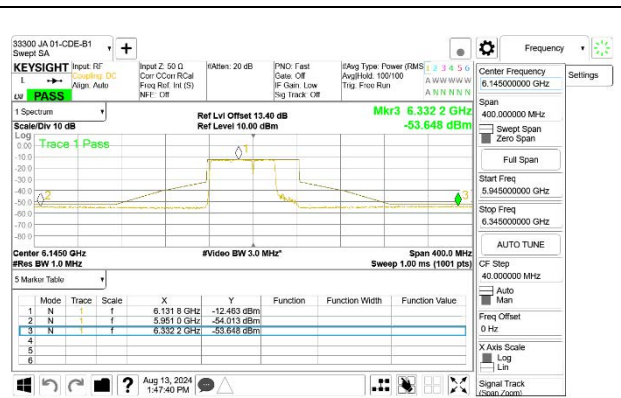 33300 JA 01-CDE-B1
Swept SA
Frequency
KEYSIGHT
Input: RF
Coupling: DC
Align: Auto
Input Z: 50 Ω
Corr CCorr RCal
Freq Ref: Int (S)
NFE: Off
#Atten: 20 dB
PNO: Fast
Gate: Off
IF Gain: Low
Sig Track: Off
#Avg Type: Power (RMS
Avg|Hold: 100/100
Trig: Free Run
1 2 3 4 5 6
A W W W W W
A N N N N N
L
PASS
Center Frequency
6.145000000 GHz
Settings
Span
400.000000 MHz
Swept Span
Zero Span
Full Span
Start Freq
5.945000000 GHz
Stop Freq
6.345000000 GHz
AUTO TUNE
CF Step
40.000000 MHz
Auto
Man
Freq Offset
0 Hz
X Axis Scale
Log
Lin
Signal Track
(Span Zoom)
1 Spectrum
Scale/Div 10 dB
Ref Lvl Offset 13.40 dB
Ref Level 10.00 dBm
Mkr3 6.332 2 GHz
-53.648 dBm
Log
Trace 1 Pass
0.00
-10.0
-20.0
-30.0
-40.0
-50.0
-60.0
-70.0
-80.0
1
2
3
Center 6.1450 GHz
#Res BW 1.0 MHz
#Video BW 3.0 MHz*
Span 400.0 MHz
Sweep 1.00 ms (1001 pts)
5 Marker Table
Mode Trace Scale X Y Function Function Width Function Value
1 N 1 f 6.131 8 GHz -12.463 dBm
2 N 1 f 5.951 0 GHz -54.013 dBm
3 N 1 f 6.332 2 GHz -53.648 dBm
4
5
6
?
Aug 13, 2024
1:47:40 PM